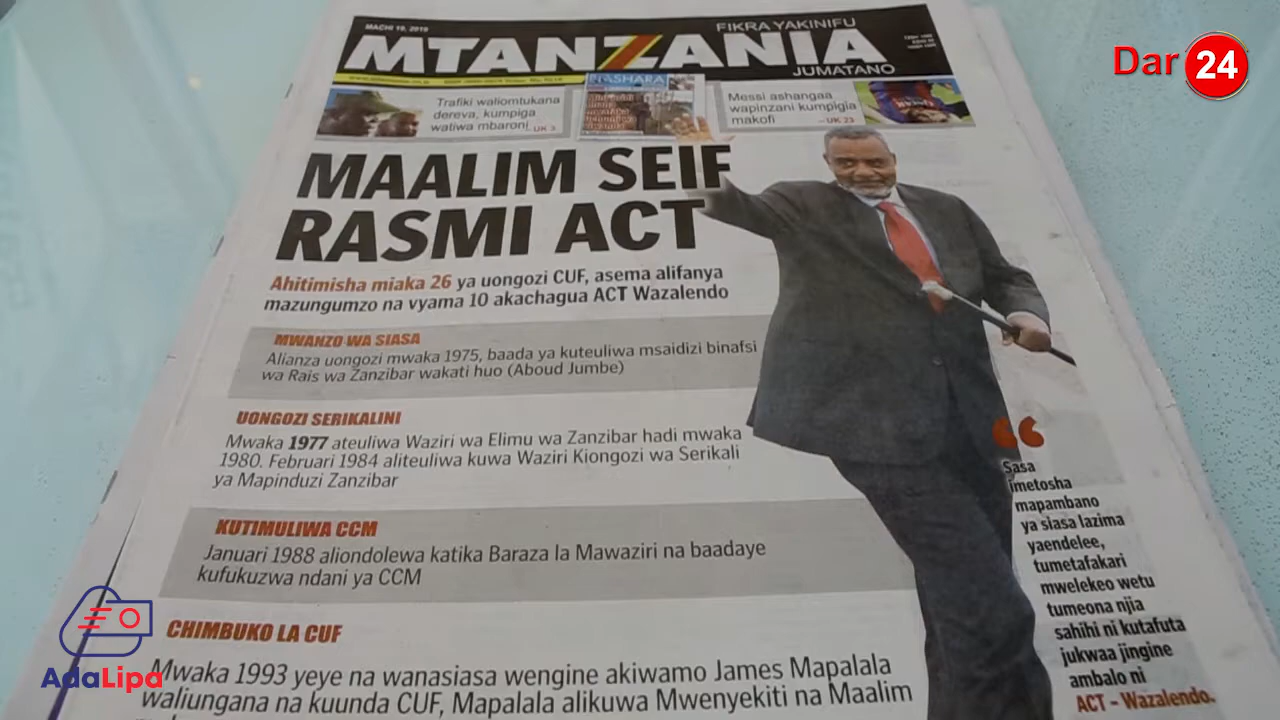 Dar 24
MACHI 19, 2019
FIKRA YAKINIFU
MTANZANIA
JUMATANO
Trafiki waliomtukana
dereva, kumpiga
watiwa mbaroni UK 3
BIASHARA
Messi ashangaa
wapinzani kumpigia
makofi – UK 23
MAALIM SEIF
RASMI ACT
Ahitimisha miaka 26 ya uongozi CUF, asema alifanya
mazungumzo na vyama 10 akachagua ACT Wazalendo
MWANZO WA SIASA
Alianza uongozi mwaka 1975, baada ya kuteuliwa msaidizi binafsi
wa Rais wa Zanzibar wakati huo (Aboud Jumbe)
UONGOZI SERIKALINI
Mwaka 1977 ateuliwa Waziri wa Elimu wa Zanzibar hadi mwaka
1980. Februari 1984 aliteuliwa kuwa Waziri Kiongozi wa Serikali
ya Mapinduzi Zanzibar
KUTIMULIWA CCM
Januari 1988 aliondolewa katika Baraza la Mawaziri na baadaye
kufukuzwa ndani ya CCM
CHIMBUKO LA CUF
Mwaka 1993 yeye na wanasiasa wengine akiwamo James Mapalala
waliungana na kuunda CUF, Mapalala alikuwa Mwenyekiti na Maalim
“
Sasa
imetosha
mapambano
ya siasa lazima
yaendelee,
tumetafakari
mwelekeo wetu
tumeona njia
sahihi ni kutafuta
jukwaa jingine
ambalo ni
ACT – Wazalendo.
AdaLipa